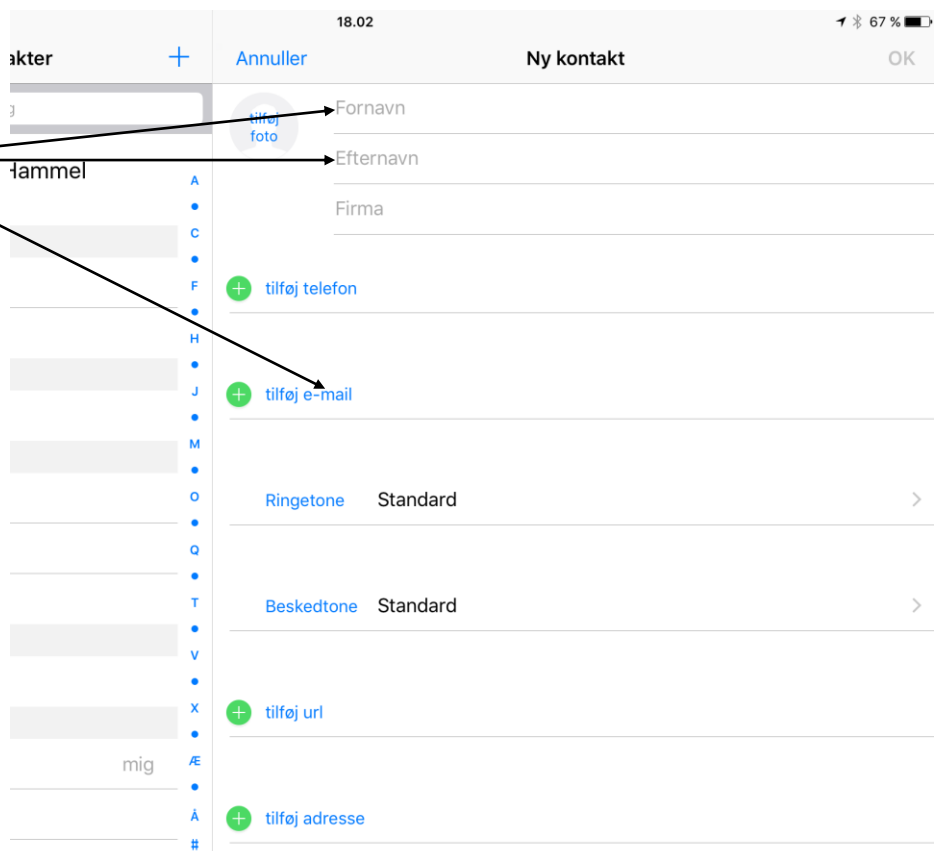 18.02
67 %
akter
+
Annuller
Ny kontakt
OK
g
tilføj
foto
Fornavn
Efternavn
Firma
Hammel
A
C
F
H
J
M
O
Q
T
V
X
Æ
Å
#
tilføj telefon
tilføj e-mail
Ringetone Standard
Beskedtone Standard
tilføj url
mig
tilføj adresse